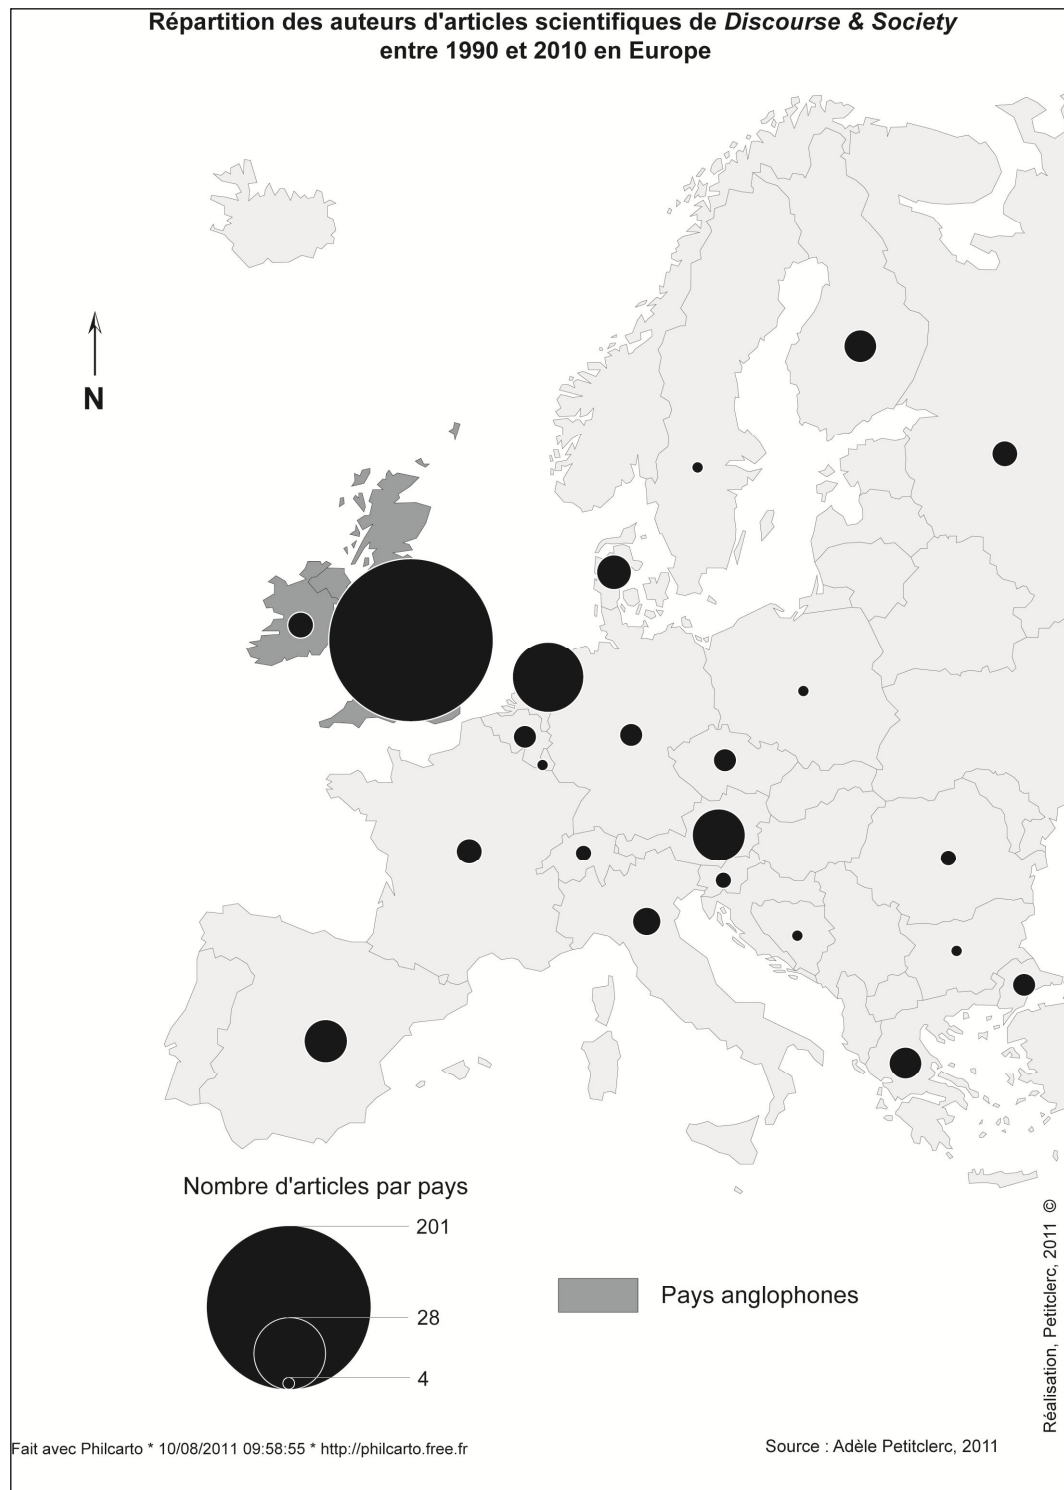 Répartition des auteurs d'articles scientifiques de Discourse & Society
entre 1990 et 2010 en Europe
N
Nombre d'articles par pays
201
28
4
Pays anglophones
Réalisation, Petitclerc, 2011 ©
Fait avec Philcarto * 10/08/2011 09:58:55 * http://philcarto.free.fr
Source : Adèle Petitclerc, 2011